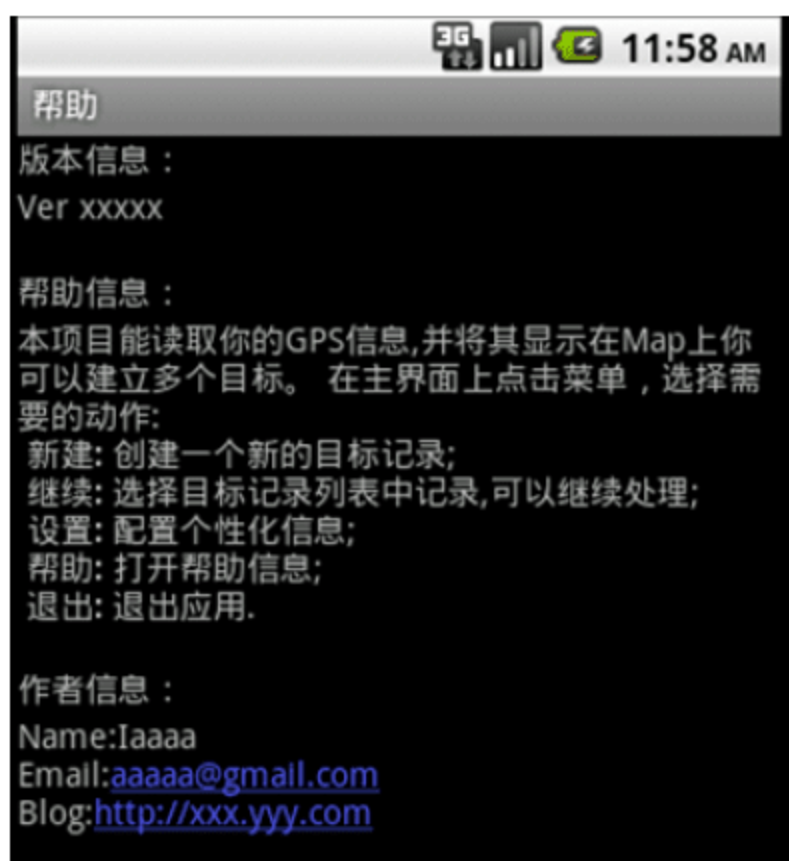 3G 11:58 AM
帮助
版本信息：
Ver xxxxx
帮助信息：
本项目能读取你的GPS信息,并将其显示在Map上你
可以建立多个目标。 在主界面上点击菜单，选择需
要的动作:
新建: 创建一个新的目标记录;
继续: 选择目标记录列表中记录,可以继续处理;
设置: 配置个性化信息;
帮助: 打开帮助信息;
退出: 退出应用.
作者信息：
Name:Iaaaa
Email:aaaaa@gmail.com
Blog:http://xxx.yyy.com